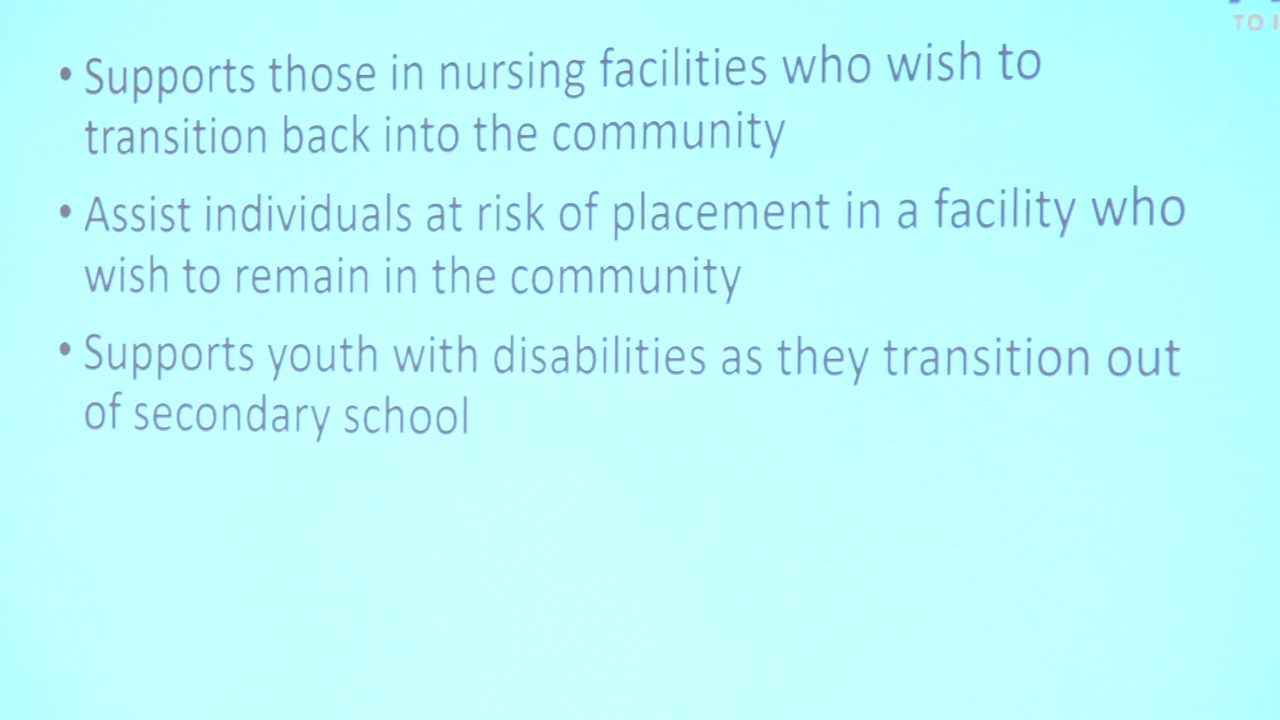 TO
• Supports those in nursing facilities who wish to
transition back into the community
• Assist individuals at risk of placement in a facility who
wish to remain in the community
• Supports youth with disabilities as they transition out
of secondary school